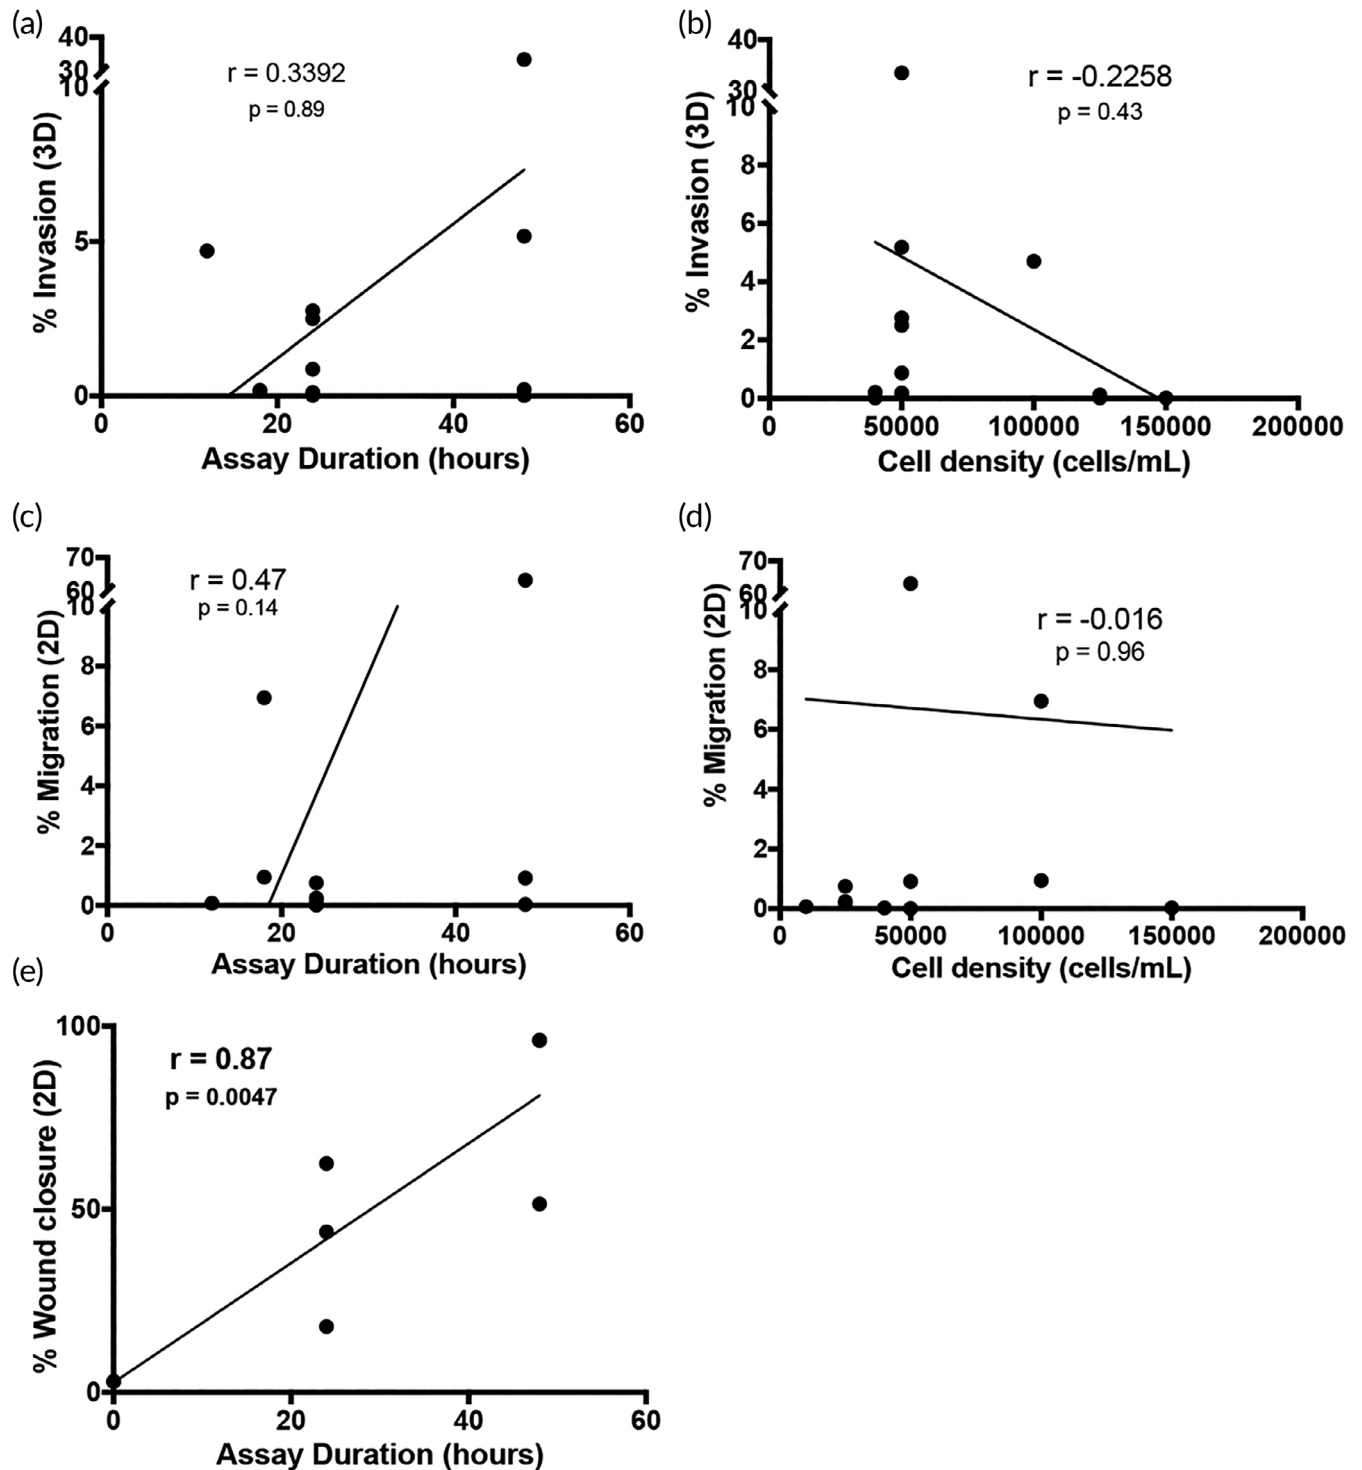 (a)
40
30
10
5
0
% Invasion (3D)
r = 0.3392
p = 0.89
0 20 40 60
Assay Duration (hours)
(b)
40
30
10
8
6
4
2
0
% Invasion (3D)
r = -0.2258
p = 0.43
0 50000 100000 150000 200000
Cell density (cells/mL)
(c)
70
60
10
8
6
4
2
0
% Migration (2D)
r = 0.47
p = 0.14
0 20 40 60
Assay Duration (hours)
(d)
70
60
10
8
6
4
2
0
% Migration (2D)
r = -0.016
p = 0.96
0 50000 100000 150000 200000
Cell density (cells/mL)
(e)
100
50
0
% Wound closure (2D)
r = 0.87
p = 0.0047
0 20 40 60
Assay Duration (hours)